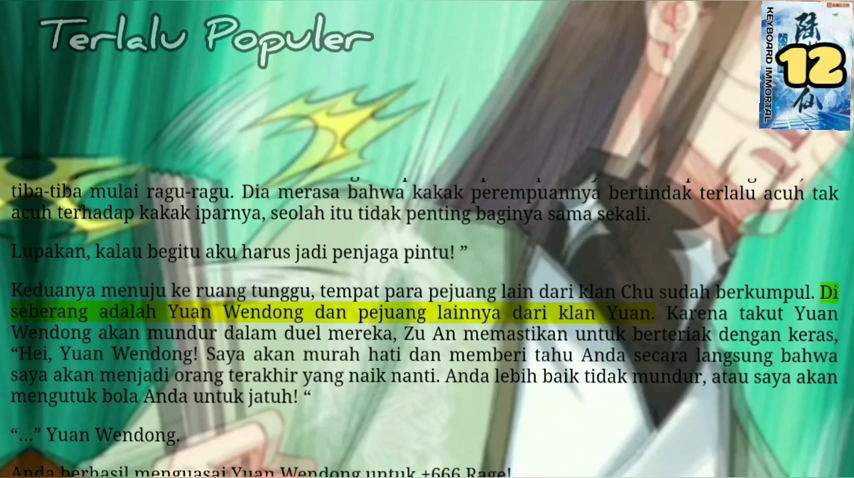 Terlalu Populer
KEYBOARD IMMORTAL
12
tiba-tiba mulai ragu-ragu. Dia merasa bahwa kakak perempuannya bertindak terlalu acuh tak
acuh terhadap kakak iparnya, seolah itu tidak penting baginya sama sekali.
Lupakan, kalau begitu aku harus jadi penjaga pintu! ”
Keduanya menuju ke ruang tunggu, tempat para pejuang lain dari klan Chu sudah berkumpul. Di
seberang adalah Yuan Wendong dan pejuang lainnya dari klan Yuan. Karena takut Yuan
Wendong akan mundur dalam duel mereka, Zu An memastikan untuk berteriak dengan keras,
“Hei, Yuan Wendong! Saya akan murah hati dan memberi tahu Anda secara langsung bahwa
saya akan menjadi orang terakhir yang naik nanti. Anda lebih baik tidak mundur, atau saya akan
mengutuk bola Anda untuk jatuh! “
“…” Yuan Wendong.
Anda berhasil menguasai Yuan Wendong untuk +666 Rage!